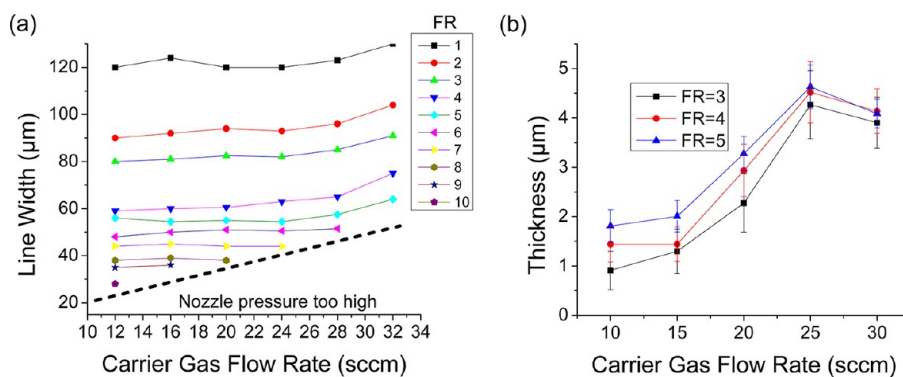 (a)
FR
1
2
3
4
5
6
7
8
9
10
120
100
80
60
40
20
Line Width (μm)
Nozzle pressure too high
10 12 14 16 18 20 22 24 26 28 30 32 34
Carrier Gas Flow Rate (sccm)
(b)
FR=3
FR=4
FR=5
5
4
3
2
1
0
Thickness (μm)
10 15 20 25 30
Carrier Gas Flow Rate (sccm)